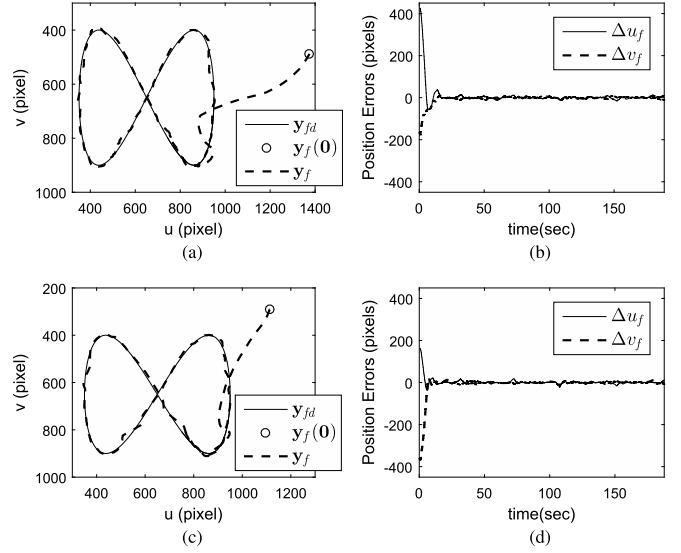 400
600
800
1000
v (pixel)
400 600 800 1000 1200 1400
u (pixel)
y_fd
y_f(0)
y_f
(a)
400
200
0
-200
-400
Position Errors (pixels)
0 50 100 150
time(sec)
Δu_f
Δv_f
(b)
200
400
600
800
1000
v (pixel)
400 600 800 1000 1200
u (pixel)
y_fd
y_f(0)
y_f
(c)
400
200
0
-200
-400
Position Errors (pixels)
0 50 100 150
time(sec)
Δu_f
Δv_f
(d)